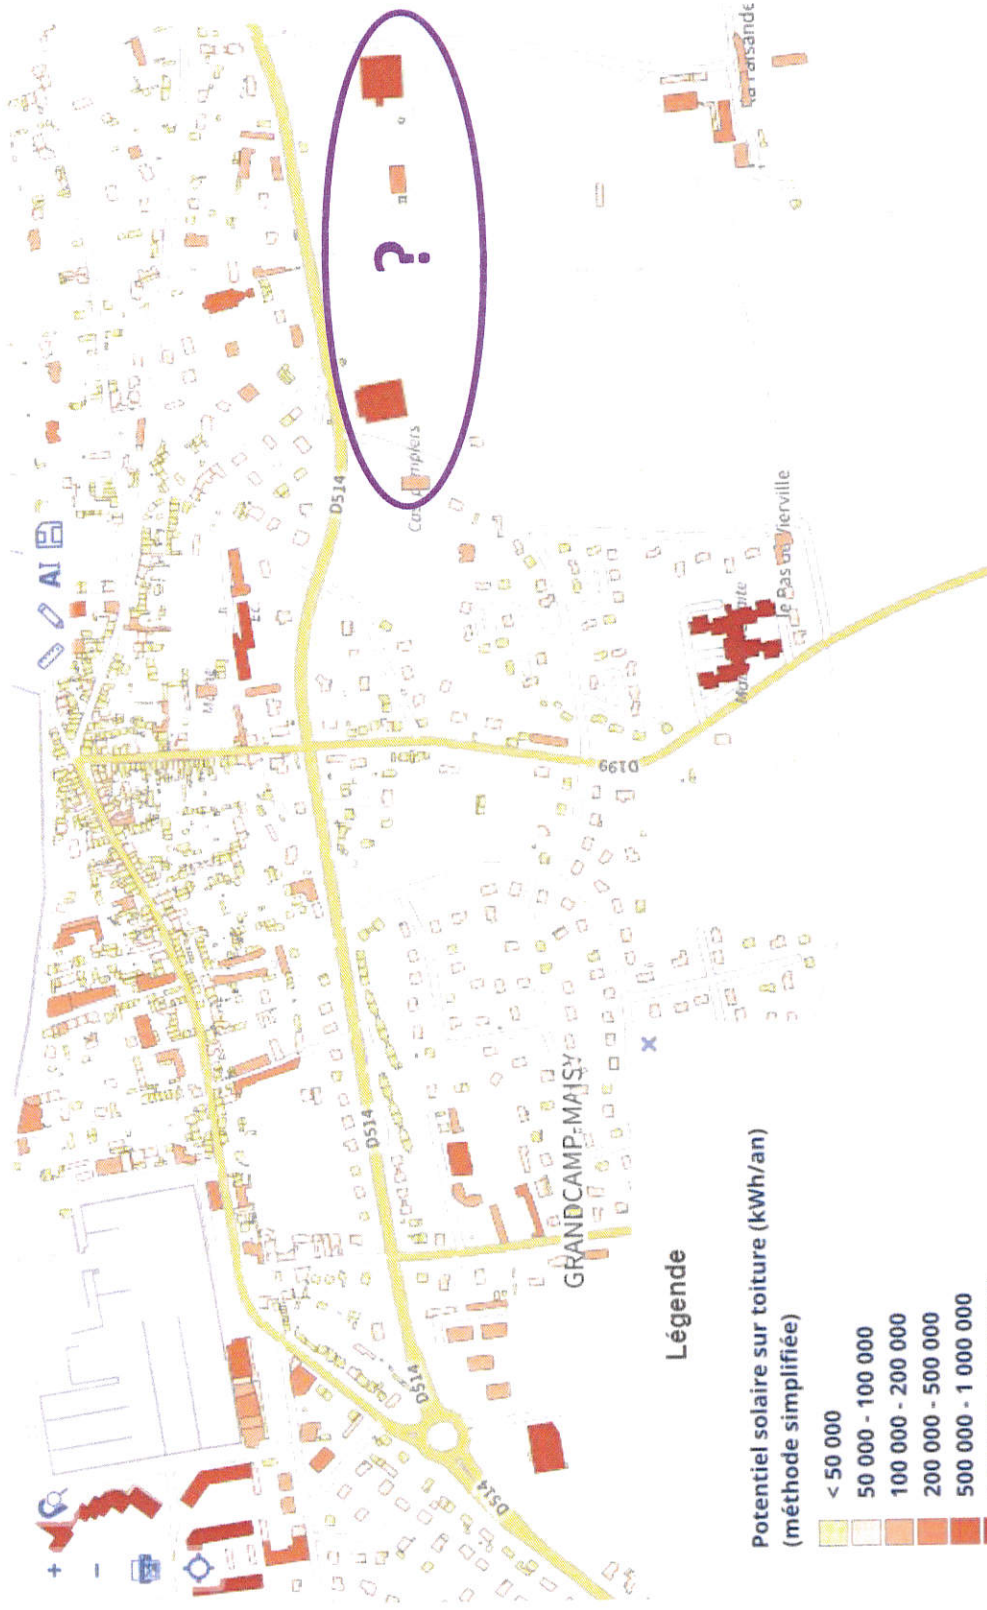 AI
D514
?
D514
D199
le Bas de Vierville
D514
GRANDCAMP-MAISY
D514
D514
Légende
Potentiel solaire sur toiture (kWh/an)
(méthode simplifiée)
< 50 000
50 000 - 100 000
100 000 - 200 000
200 000 - 500 000
500 000 - 1 000 000